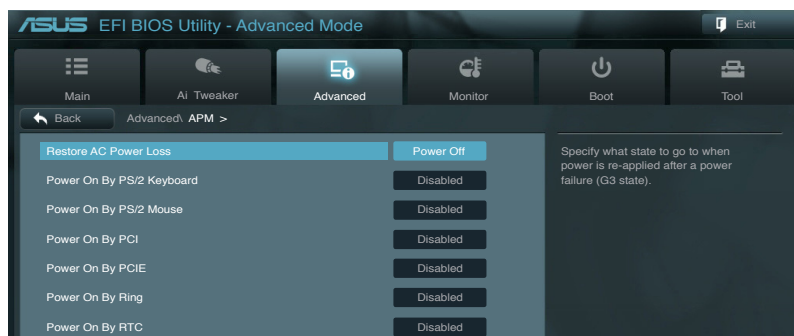 ASUS EFI BIOS Utility - Advanced Mode
Exit
Main
Ai Tweaker
Advanced
Monitor
Boot
Tool
Back
Advanced\ APM >
Restore AC Power Loss Power Off
Power On By PS/2 Keyboard Disabled
Power On By PS/2 Mouse Disabled
Power On By PCI Disabled
Power On By PCIE Disabled
Power On By Ring Disabled
Power On By RTC Disabled
Specify what state to go to when
power is re-applied after a power
failure (G3 state).